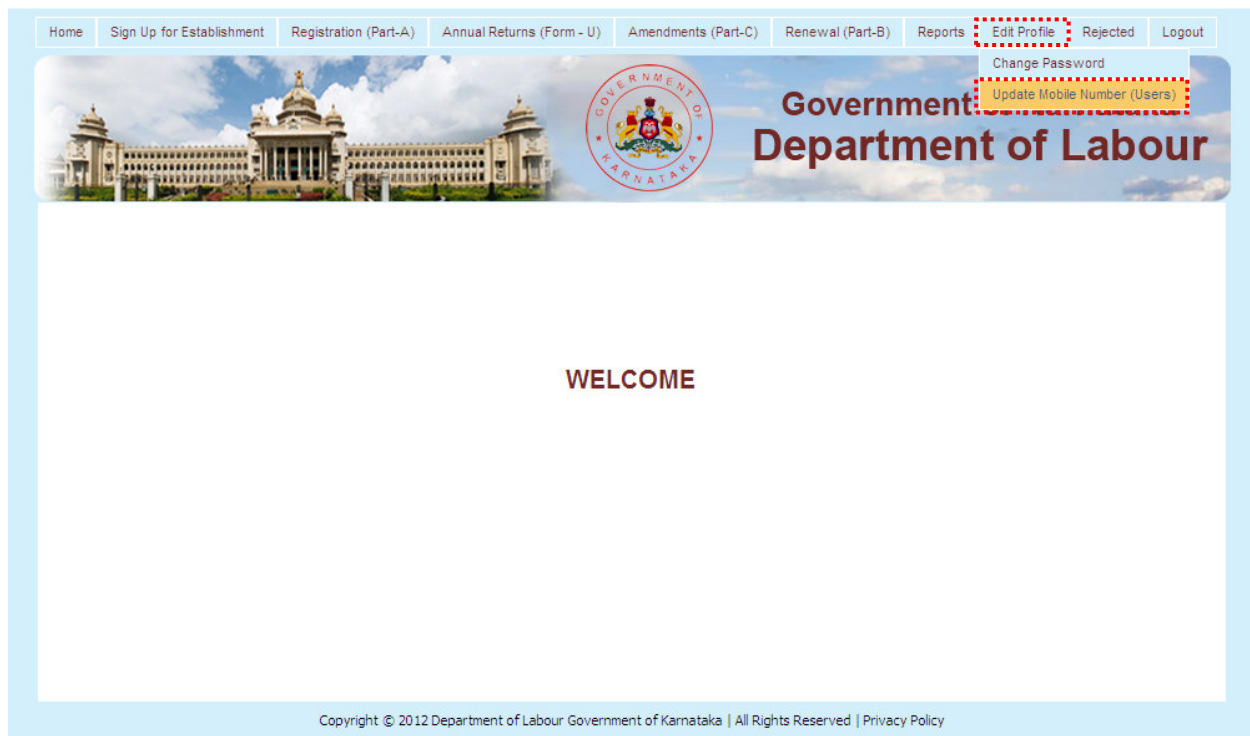 Home Sign Up for Establishment Registration (Part-A) Annual Returns (Form - U) Amendments (Part-C) Renewal (Part-B) Reports Edit Profile Rejected Logout
Change Password
Update Mobile Number (Users)
GOVERNMENT OF KARNATAKA
Government
Department of Labour
WELCOME
Copyright © 2012 Department of Labour Government of Karnataka | All Rights Reserved | Privacy Policy